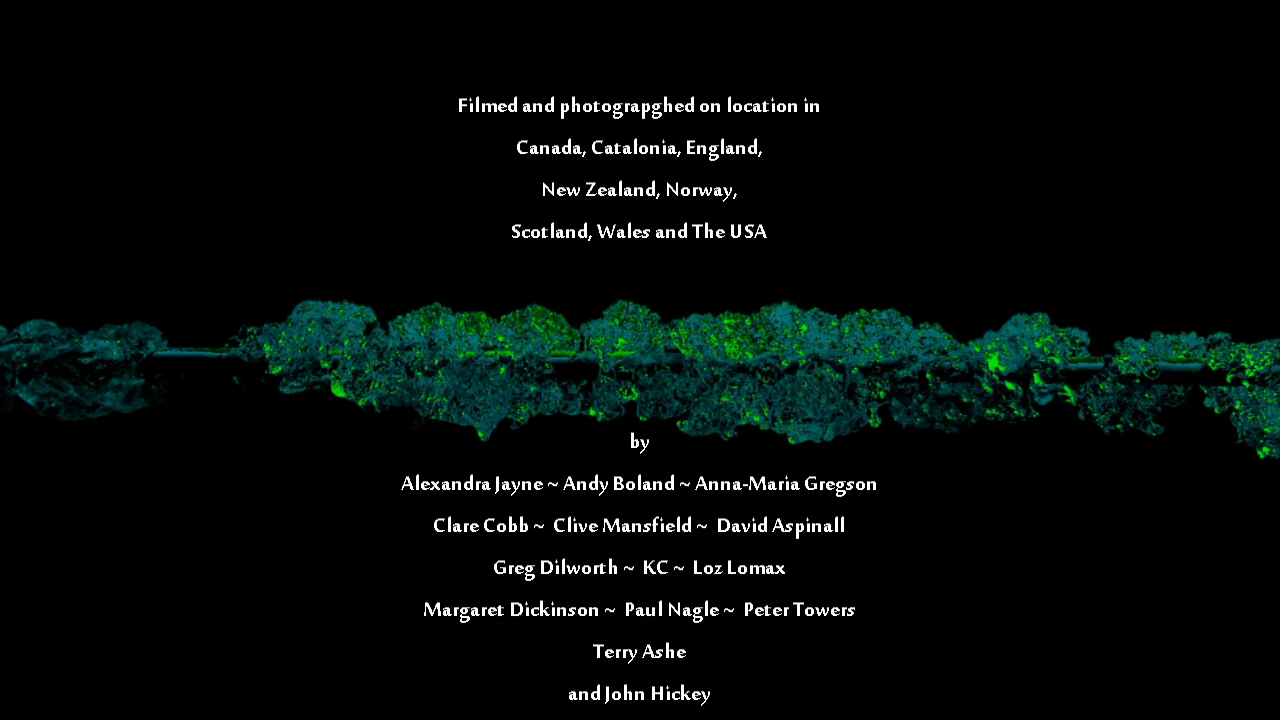 Filmed and photograpghed on location in
Canada, Catalonia, England,
New Zealand, Norway,
Scotland, Wales and The USA
by
Alexandra Jayne ~ Andy Boland ~ Anna-Maria Gregson
Clare Cobb ~ Clive Mansfield ~ David Aspinall
Greg Dilworth ~ KC ~ Loz Lomax
Margaret Dickinson ~ Paul Nagle ~ Peter Towers
Terry Ashe
and John Hickey